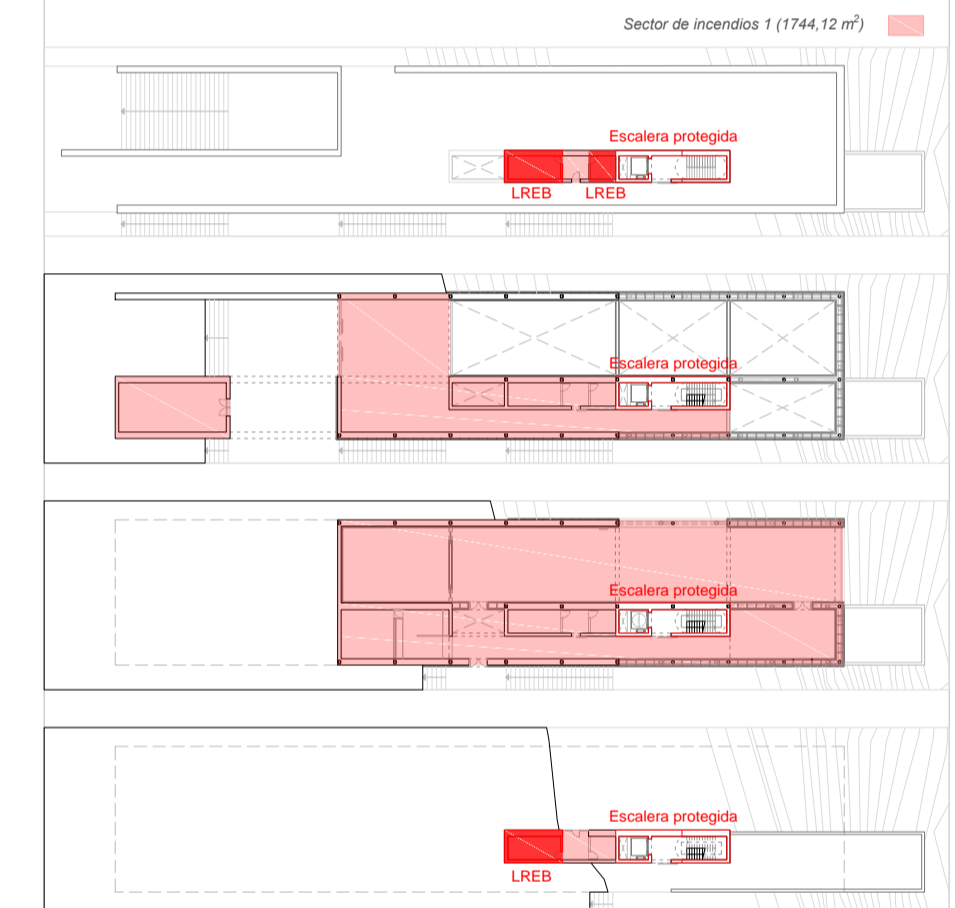 Sector de incendios 1 (1744,12 m²)
Escalera protegida
LREB LREB
Escalera protegida
Escalera protegida
Escalera protegida
LREB